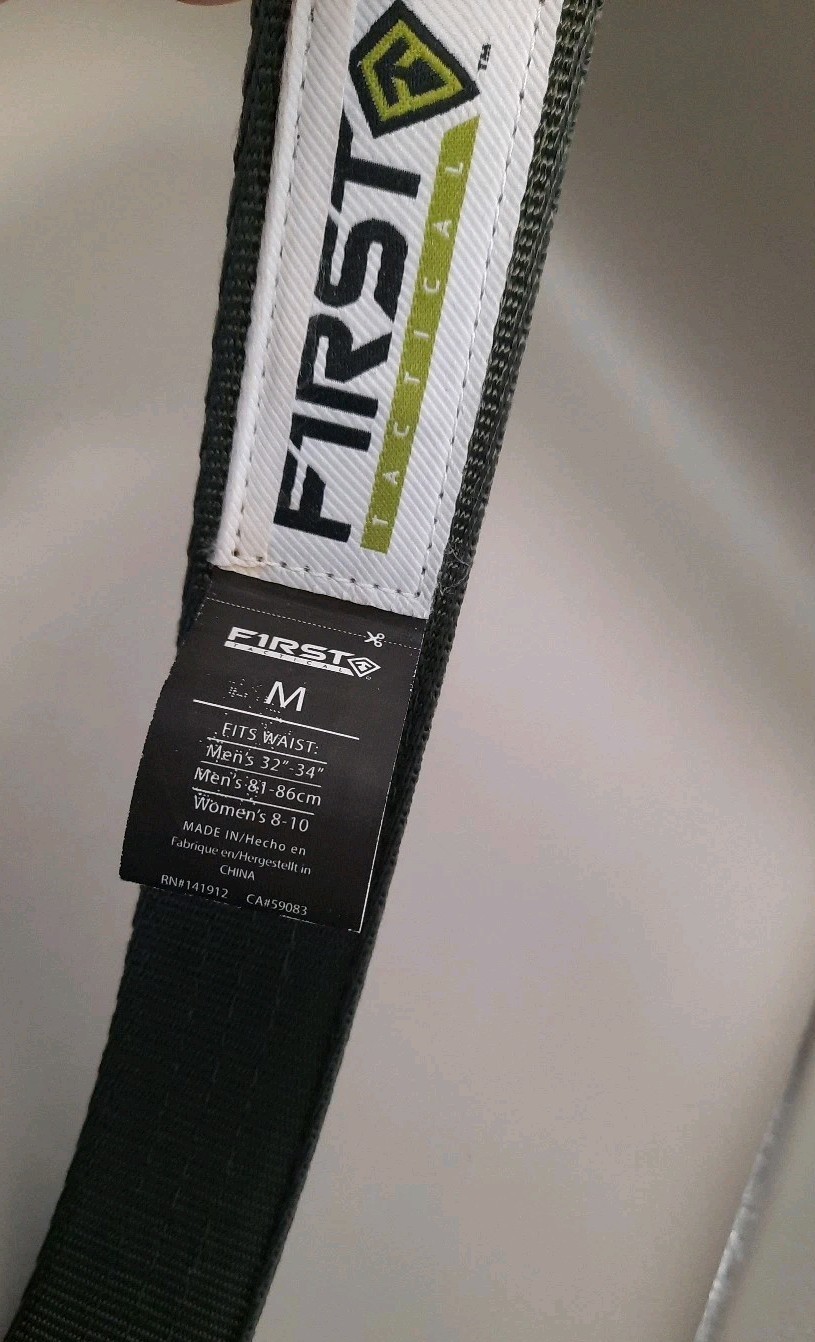 F1RST
TACTICAL
TM
F1RST
TACTICAL
M
FITS WAIST:
Men's 32"-34"
Men's 81-86cm
Women's 8-10
MADE IN/Hecho en
Fabrique en/Hergestellt in
CHINA
RN#141912 CA#59083